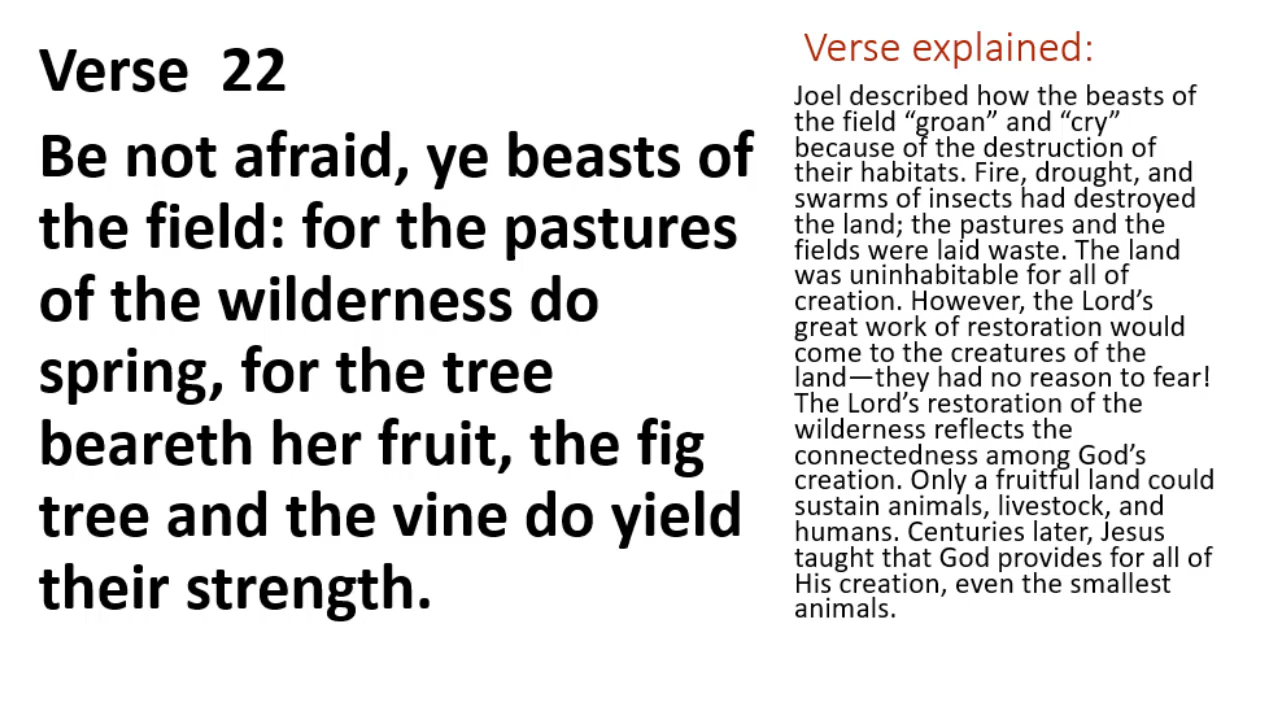 Verse  22
Be not afraid, ye beasts of
the field: for the pastures
of the wilderness do
spring, for the tree
beareth her fruit, the fig
tree and the vine do yield
their strength.
Verse explained:
Joel described how the beasts of
the field “groan” and “cry”
because of the destruction of
their habitats. Fire, drought, and
swarms of insects had destroyed
the land; the pastures and the
fields were laid waste. The land
was uninhabitable for all of
creation. However, the Lord’s
great work of restoration would
come to the creatures of the
land—they had no reason to fear!
The Lord’s restoration of the
wilderness reflects the
connectedness among God’s
creation. Only a fruitful land could
sustain animals, livestock, and
humans. Centuries later, Jesus
taught that God provides for all of
His creation, even the smallest
animals.